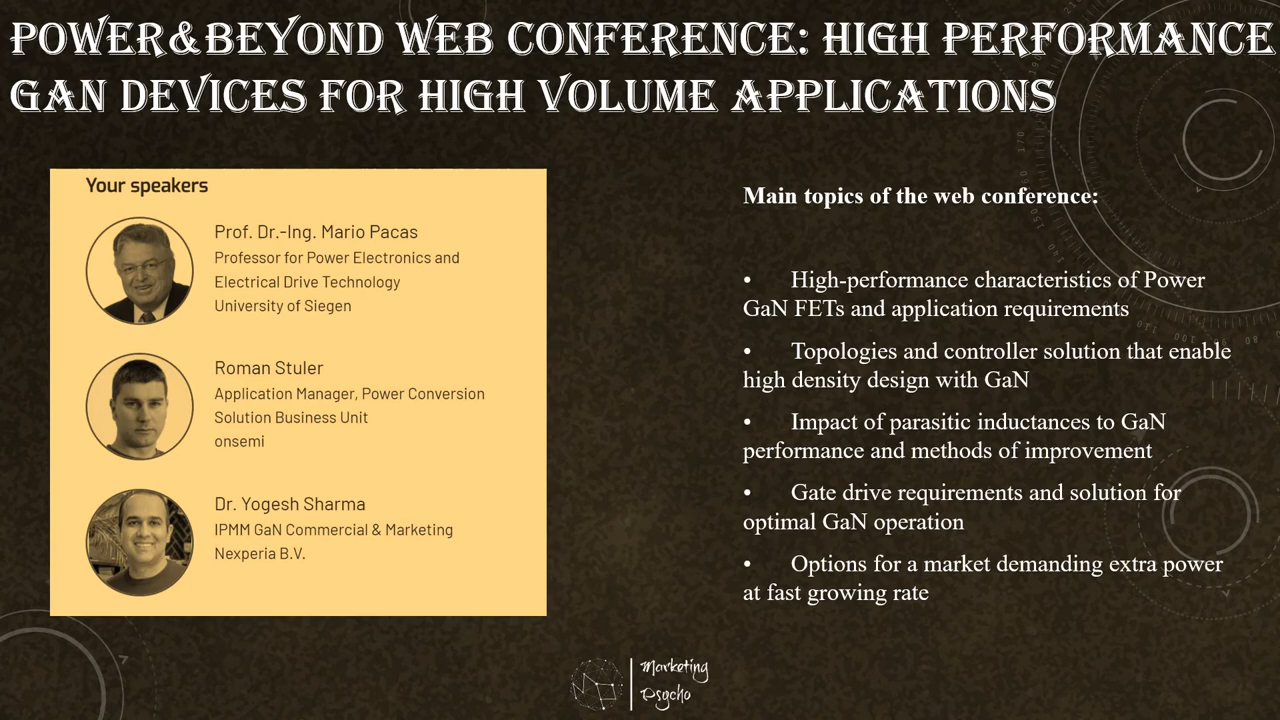 POWER&BEYOND WEB CONFERENCE: HIGH PERFORMANCE
GAN DEVICES FOR HIGH VOLUME APPLICATIONS
Your speakers
Prof. Dr.-Ing. Mario Pacas
Professor for Power Electronics and
Electrical Drive Technology
University of Siegen
Roman Stuler
Application Manager, Power Conversion
Solution Business Unit
onsemi
Dr. Yogesh Sharma
IPMM GaN Commercial & Marketing
Nexperia B.V.
Main topics of the web conference:
• High-performance characteristics of Power
GaN FETs and application requirements
• Topologies and controller solution that enable
high density design with GaN
• Impact of parasitic inductances to GaN
performance and methods of improvement
• Gate drive requirements and solution for
optimal GaN operation
• Options for a market demanding extra power
at fast growing rate
Marketing
Psycho